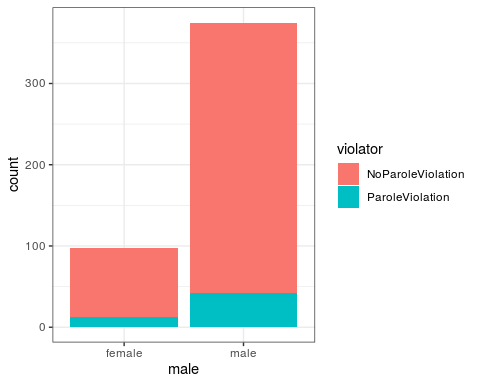 count
300
200
100
0
female
male
male
violator
NoParoleViolation
ParoleViolation